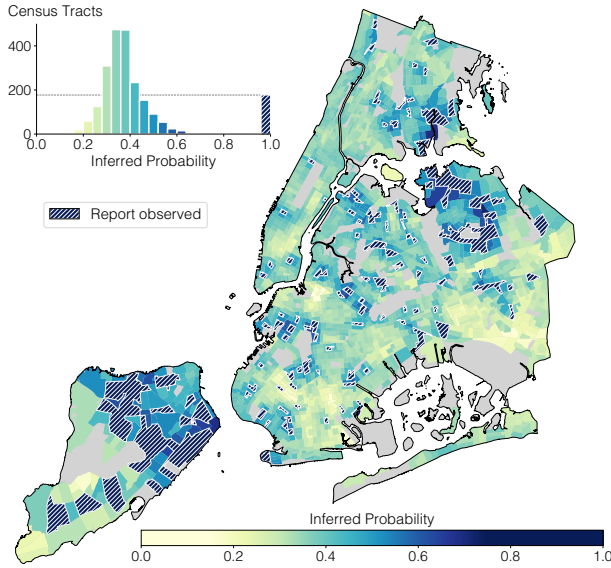 Census Tracts
400
200
0
0.0 0.2 0.4 0.6 0.8 1.0
Inferred Probability
Report observed
Inferred Probability
0.0 0.2 0.4 0.6 0.8 1.0